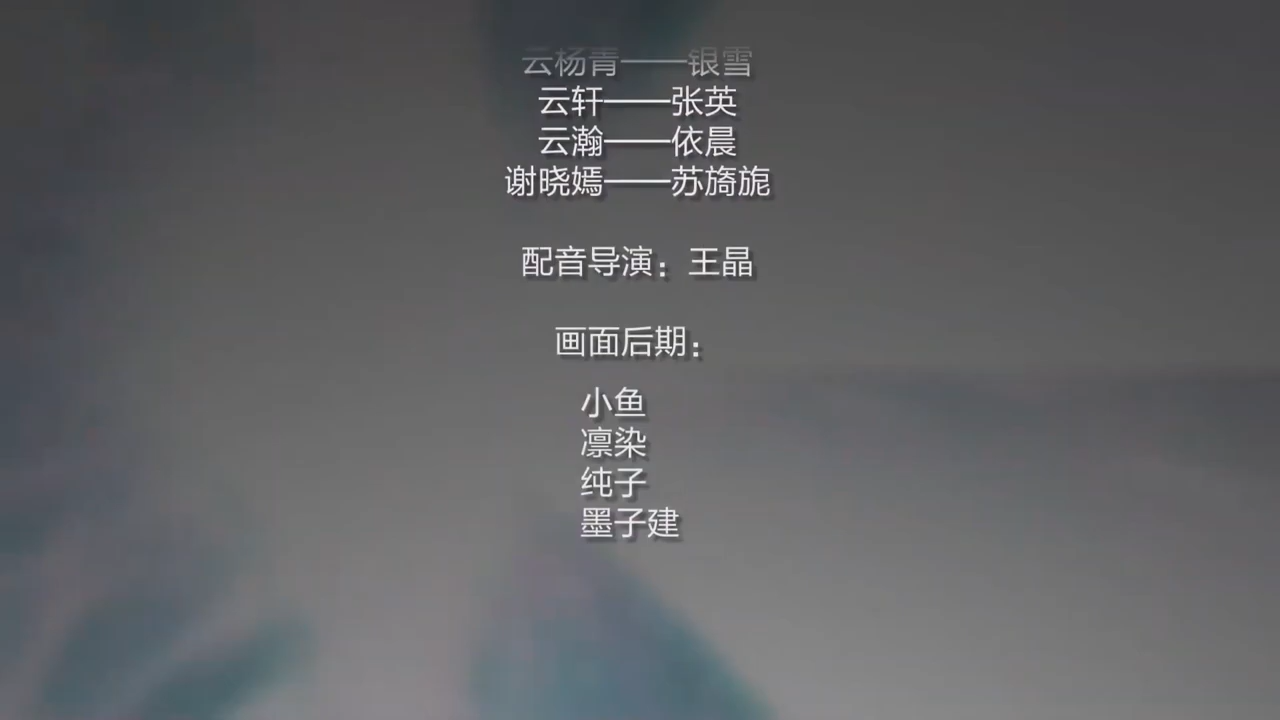 云杨青——银雪
云轩——张英
云瀚——依晨
谢晓嫣——苏旖旎
配音导演：王晶
画面后期：
小鱼
凛染
纯子
墨子建